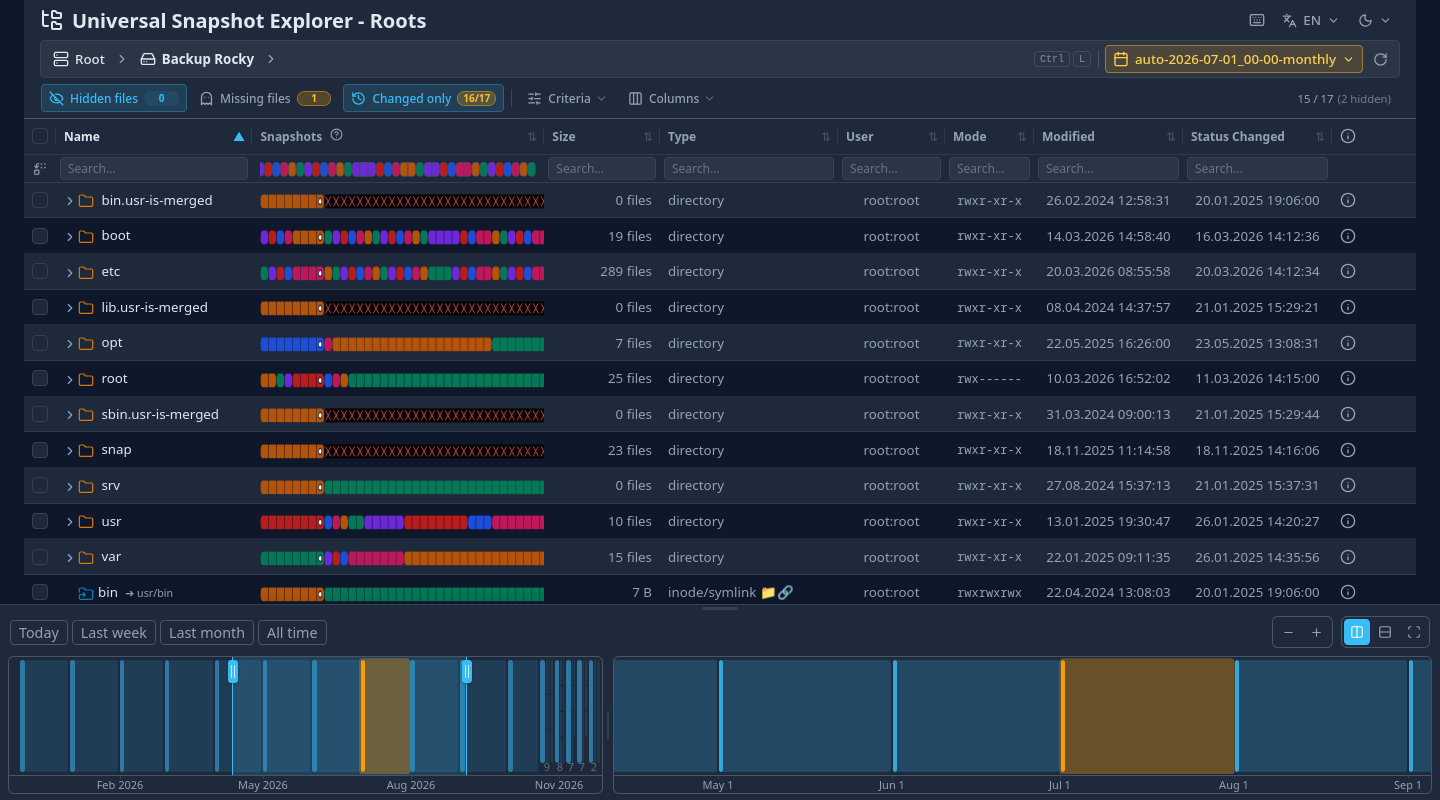 Universal Snapshot Explorer - Roots
EN
Root
Backup Rocky
Ctrl L
auto-2026-07-01_00-00-monthly
Hidden files 0
Missing files 1
Changed only 16/17
Criteria
Columns
15 / 17 (2 hidden)
Name Snapshots Size Type User Mode Modified Status Changed
Search... Search... Search... Search... Search... Search... Search...
bin.usr-is-merged 0 files directory root:root rwxr-xr-x 26.02.2024 12:58:31 20.01.2025 19:06:00
boot 19 files directory root:root rwxr-xr-x 14.03.2026 14:58:40 16.03.2026 14:12:36
etc 289 files directory root:root rwxr-xr-x 20.03.2026 08:55:58 20.03.2026 14:12:34
lib.usr-is-merged 0 files directory root:root rwxr-xr-x 08.04.2024 14:37:57 21.01.2025 15:29:21
opt 7 files directory root:root rwxr-xr-x 22.05.2025 16:26:00 23.05.2025 13:08:31
root 25 files directory root:root rwx------ 10.03.2026 16:52:02 11.03.2026 14:15:00
sbin.usr-is-merged 0 files directory root:root rwxr-xr-x 31.03.2024 09:00:13 21.01.2025 15:29:44
snap 23 files directory root:root rwxr-xr-x 18.11.2025 11:14:58 18.11.2025 14:16:06
srv 0 files directory root:root rwxr-xr-x 27.08.2024 15:37:13 21.01.2025 15:37:31
usr 10 files directory root:root rwxr-xr-x 13.01.2025 19:30:47 26.01.2025 14:20:27
var 15 files directory root:root rwxr-xr-x 22.01.2025 09:11:35 26.01.2025 14:35:56
bin → usr/bin 7 B inode/symlink 📁🔗 root:root rwxrwxrwx 22.04.2024 13:08:03 20.01.2025 19:06:00
Today Last week Last month All time
9 8 7 7 2
Feb 2026 May 2026 Aug 2026 Nov 2026
May 1 Jun 1 Jul 1 Aug 1 Sep 1